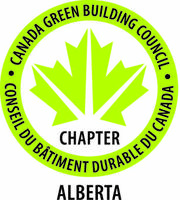 • CANADA GREEN BUILDING COUNCIL •
CONSEIL DU BÂTIMENT DURABLE DU CANADA
CHAPTER
ALBERTA